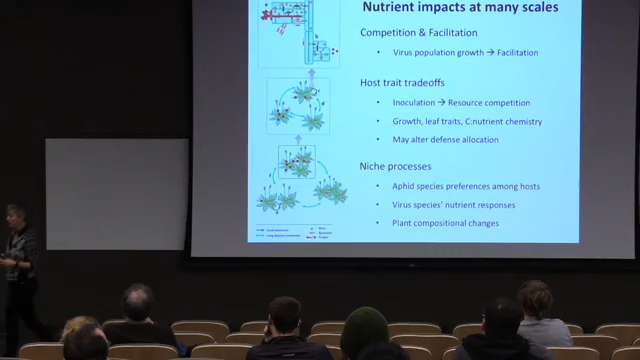 Nutrient impacts at many scales
Competition & Facilitation
• Virus population growth → Facilitation
Host trait tradeoffs
• Inoculation → Resource competition
• Growth, leaf traits, C:nutrient chemistry
• May alter defense allocation
Niche processes
• Aphid species preferences among hosts
• Virus species' nutrient responses
• Plant compositional changes